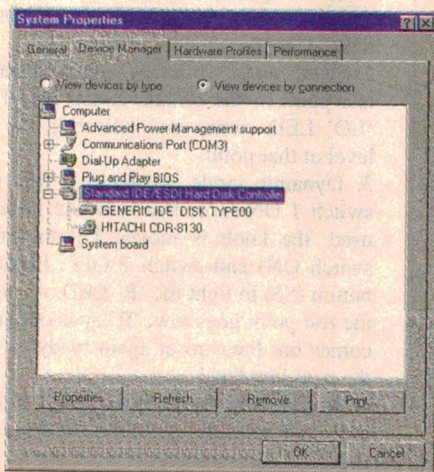 System Properties
General Device Manager Hardware Profiles Performance
View devices by type View devices by connection
Computer
Advanced Power Management support
Communications Port (COM3)
Dial-Up Adapter
Plug and Play BIOS
Standard IDE/ESDI Hard Disk Controller
GENERIC IDE DISK TYPE00
HITACHI CDR-8130
System board
Properties Refresh Remove Print...
OK Cancel